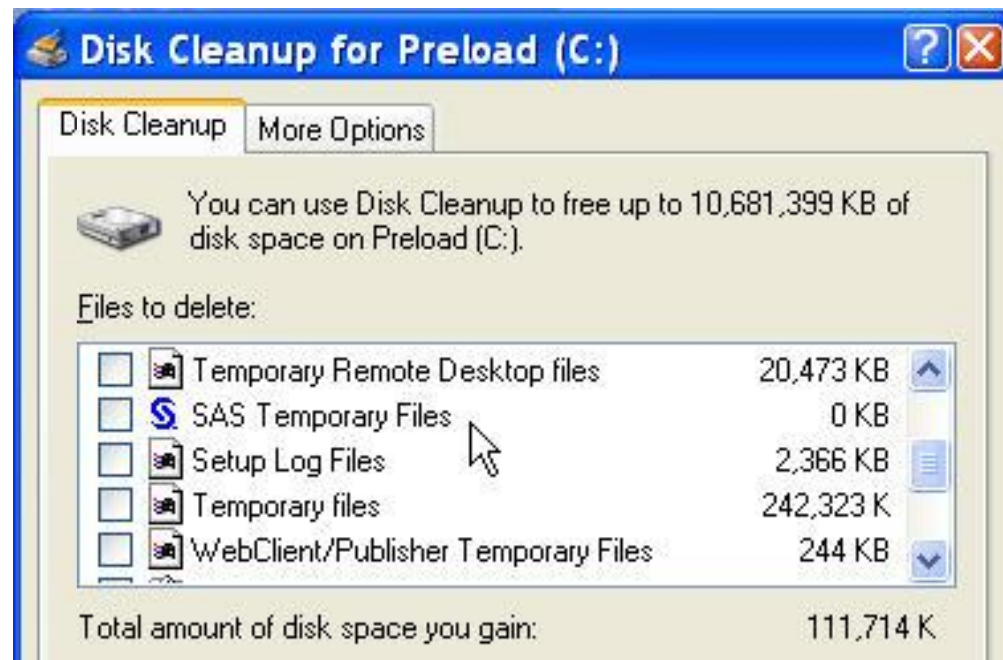 Disk Cleanup for Preload (C:)
Disk Cleanup
More Options
You can use Disk Cleanup to free up to 10,681,399 KB of
disk space on Preload (C:).
Files to delete:
Temporary Remote Desktop files 20,473 KB
SAS Temporary Files 0 KB
Setup Log Files 2,366 KB
Temporary files 242,323 K
WebClient/Publisher Temporary Files 244 KB
Total amount of disk space you gain: 111,714 K